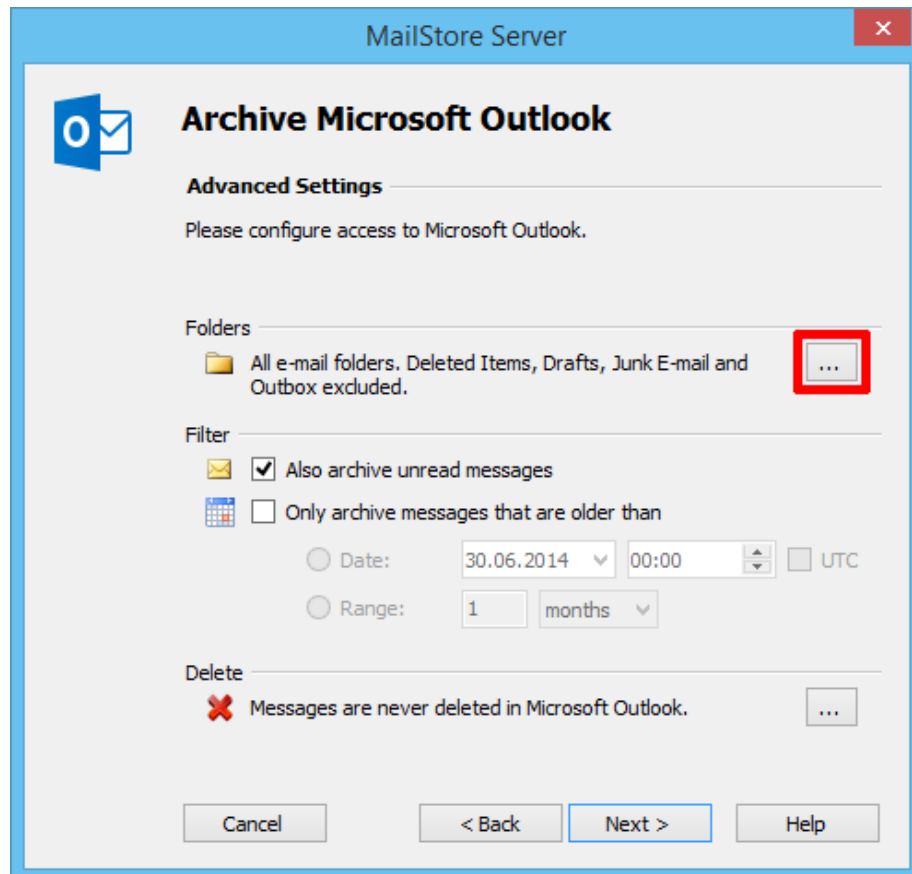 MailStore Server
Archive Microsoft Outlook
Advanced Settings
Please configure access to Microsoft Outlook.
Folders
All e-mail folders. Deleted Items, Drafts, Junk E-mail and
Outbox excluded.
...
Filter
Also archive unread messages
Only archive messages that are older than
Date: 30.06.2014 00:00 UTC
Range: 1 months
Delete
Messages are never deleted in Microsoft Outlook. ...
Cancel < Back Next > Help